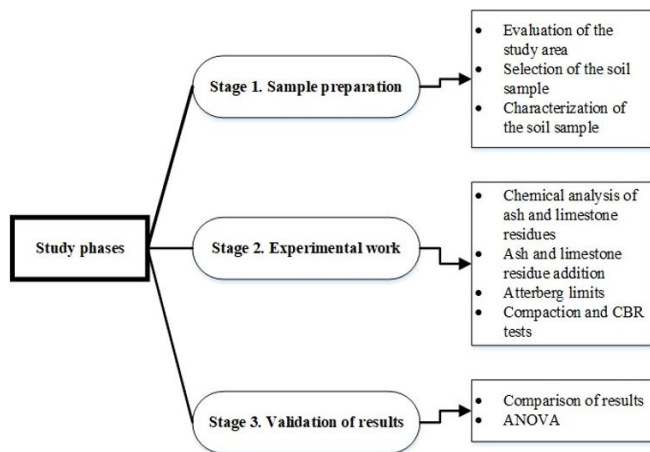 Study phases
Stage 1. Sample preparation
• Evaluation of the
study area
• Selection of the soil
sample
• Characterization of
the soil sample
Stage 2. Experimental work
• Chemical analysis of
ash and limestone
residues
• Ash and limestone
residue addition
• Atterberg limits
• Compaction and CBR
tests
Stage 3. Validation of results
• Comparison of results
• ANOVA